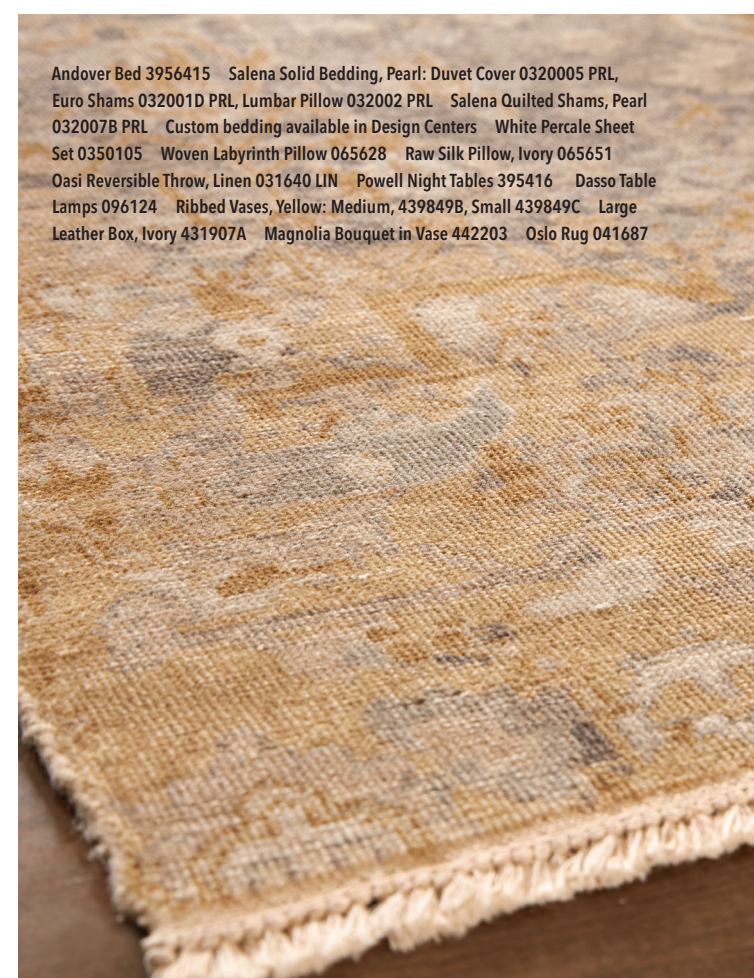 Andover Bed 3956415 Salena Solid Bedding, Pearl: Duvet Cover 0320005 PRL,
Euro Shams 032001D PRL, Lumbar Pillow 032002 PRL Salena Quilted Shams, Pearl
032007B PRL Custom bedding available in Design Centers White Percale Sheet
Set 0350105 Woven Labyrinth Pillow 065628 Raw Silk Pillow, Ivory 065651
Oasi Reversible Throw, Linen 031640 LIN Powell Night Tables 395416 Dasso Table
Lamps 096124 Ribbed Vases, Yellow: Medium, 439849B, Small 439849C Large
Leather Box, Ivory 431907A Magnolia Bouquet in Vase 442203 Oslo Rug 041687